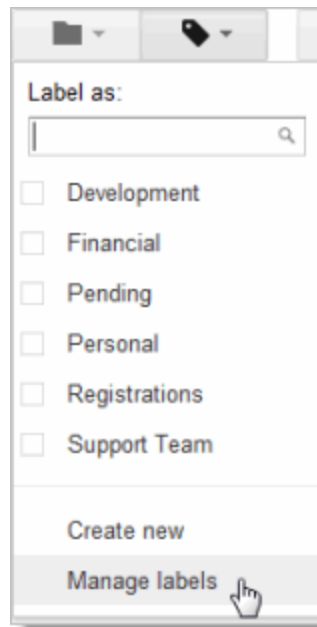 Label as:
Development
Financial
Pending
Personal
Registrations
Support Team
Create new
Manage labels